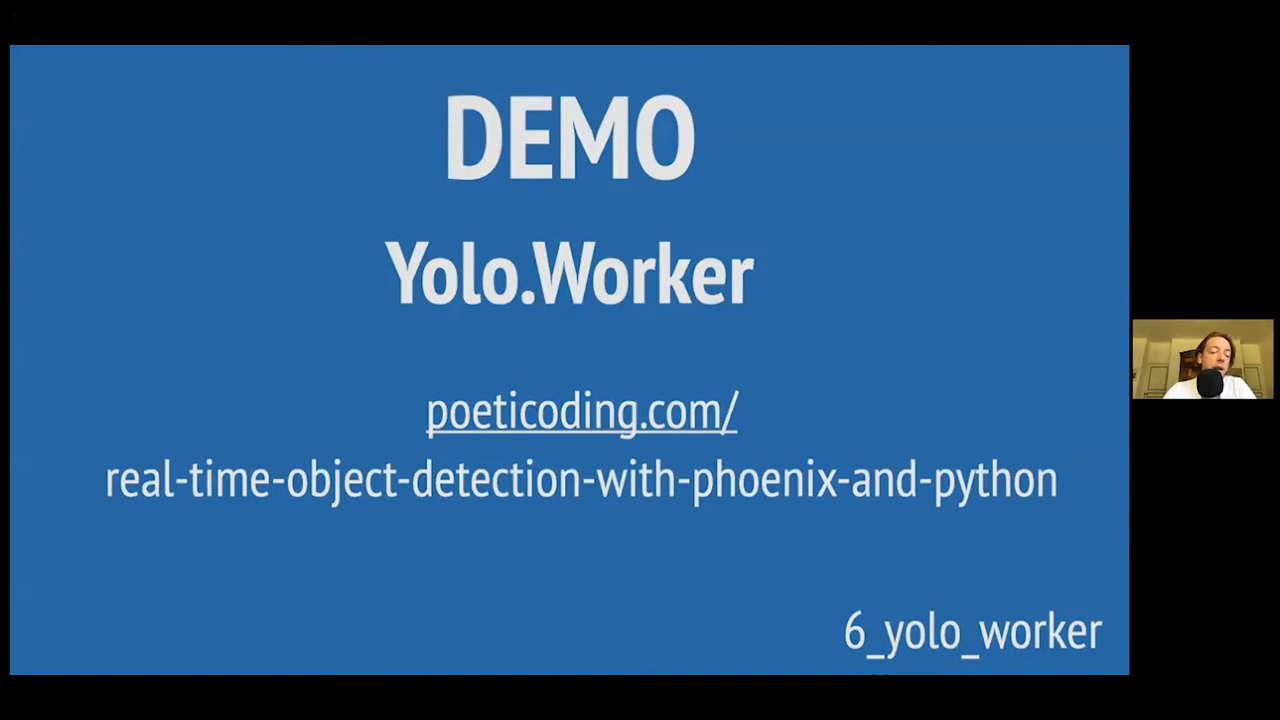 DEMO
Yolo.Worker
poeticoding.com/
real-time-object-detection-with-phoenix-and-python
6_yolo_worker